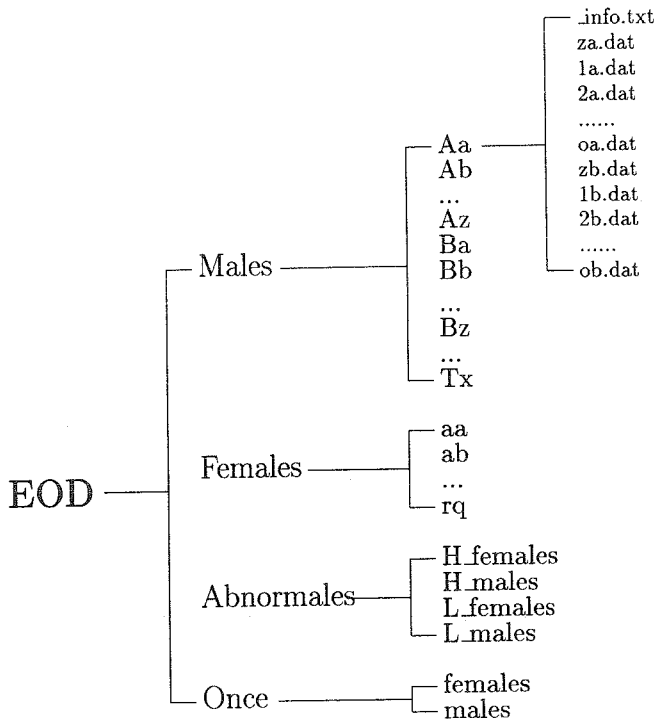 _info.txt
za.dat
1a.dat
2a.dat
......
oa.dat
zb.dat
1b.dat
2b.dat
......
ob.dat
Aa
Ab
...
Az
Ba
Bb
...
Bz
...
Tx
Males
aa
ab
...
rq
Females
EOD
H_females
H_males
L_females
L_males
Abnormales
females
males
Once